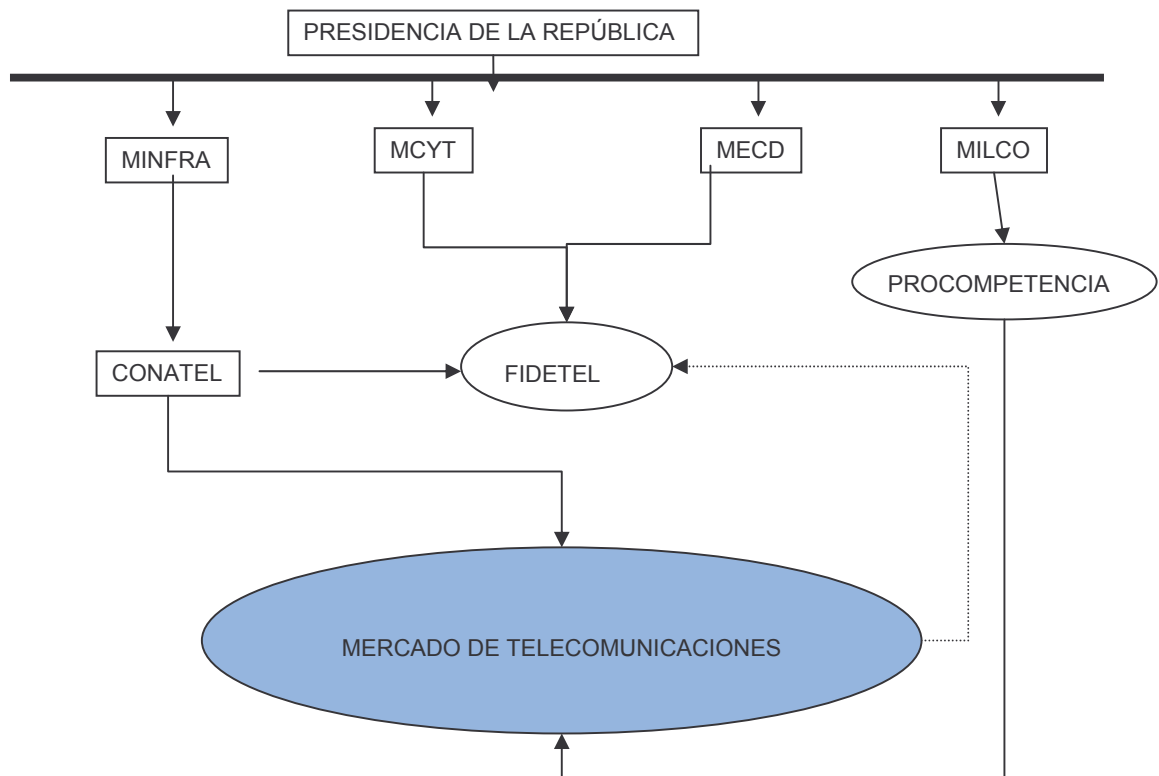 PRESIDENCIA DE LA REPÚBLICA
MINFRA
MCYT
MECD
MILCO
PROCOMPETENCIA
CONATEL
FIDETEL
MERCADO DE TELECOMUNICACIONES